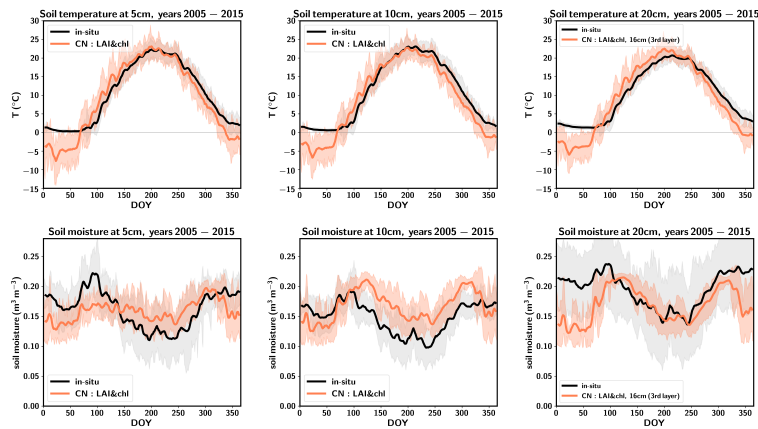 Soil temperature at 5cm, years 2005 − 2015
30
25
20
15
10
5
0
−5
−10
−15
T (°C)
in-situ
CN : LAI&chl
0 50 100 150 200 250 300 350
DOY
Soil temperature at 10cm, years 2005 − 2015
30
25
20
15
10
5
0
−5
−10
−15
T (°C)
in-situ
CN : LAI&chl
0 50 100 150 200 250 300 350
DOY
Soil temperature at 20cm, years 2005 − 2015
30
25
20
15
10
5
0
−5
−10
−15
T (°C)
in-situ
CN : LAI&chl, 16cm (3rd layer)
0 50 100 150 200 250 300 350
DOY
Soil moisture at 5cm, years 2005 − 2015
0.25
0.20
0.15
0.10
0.05
0.00
soil moisture (m³ m⁻³)
in-situ
CN : LAI&chl
0 50 100 150 200 250 300 350
DOY
Soil moisture at 10cm, years 2005 − 2015
0.25
0.20
0.15
0.10
0.05
0.00
soil moisture (m³ m⁻³)
in-situ
CN : LAI&chl
0 50 100 150 200 250 300 350
DOY
Soil moisture at 20cm, years 2005 − 2015
0.25
0.20
0.15
0.10
0.05
0.00
soil moisture (m³ m⁻³)
in-situ
CN : LAI&chl, 16cm (3rd layer)
0 50 100 150 200 250 300 350
DOY